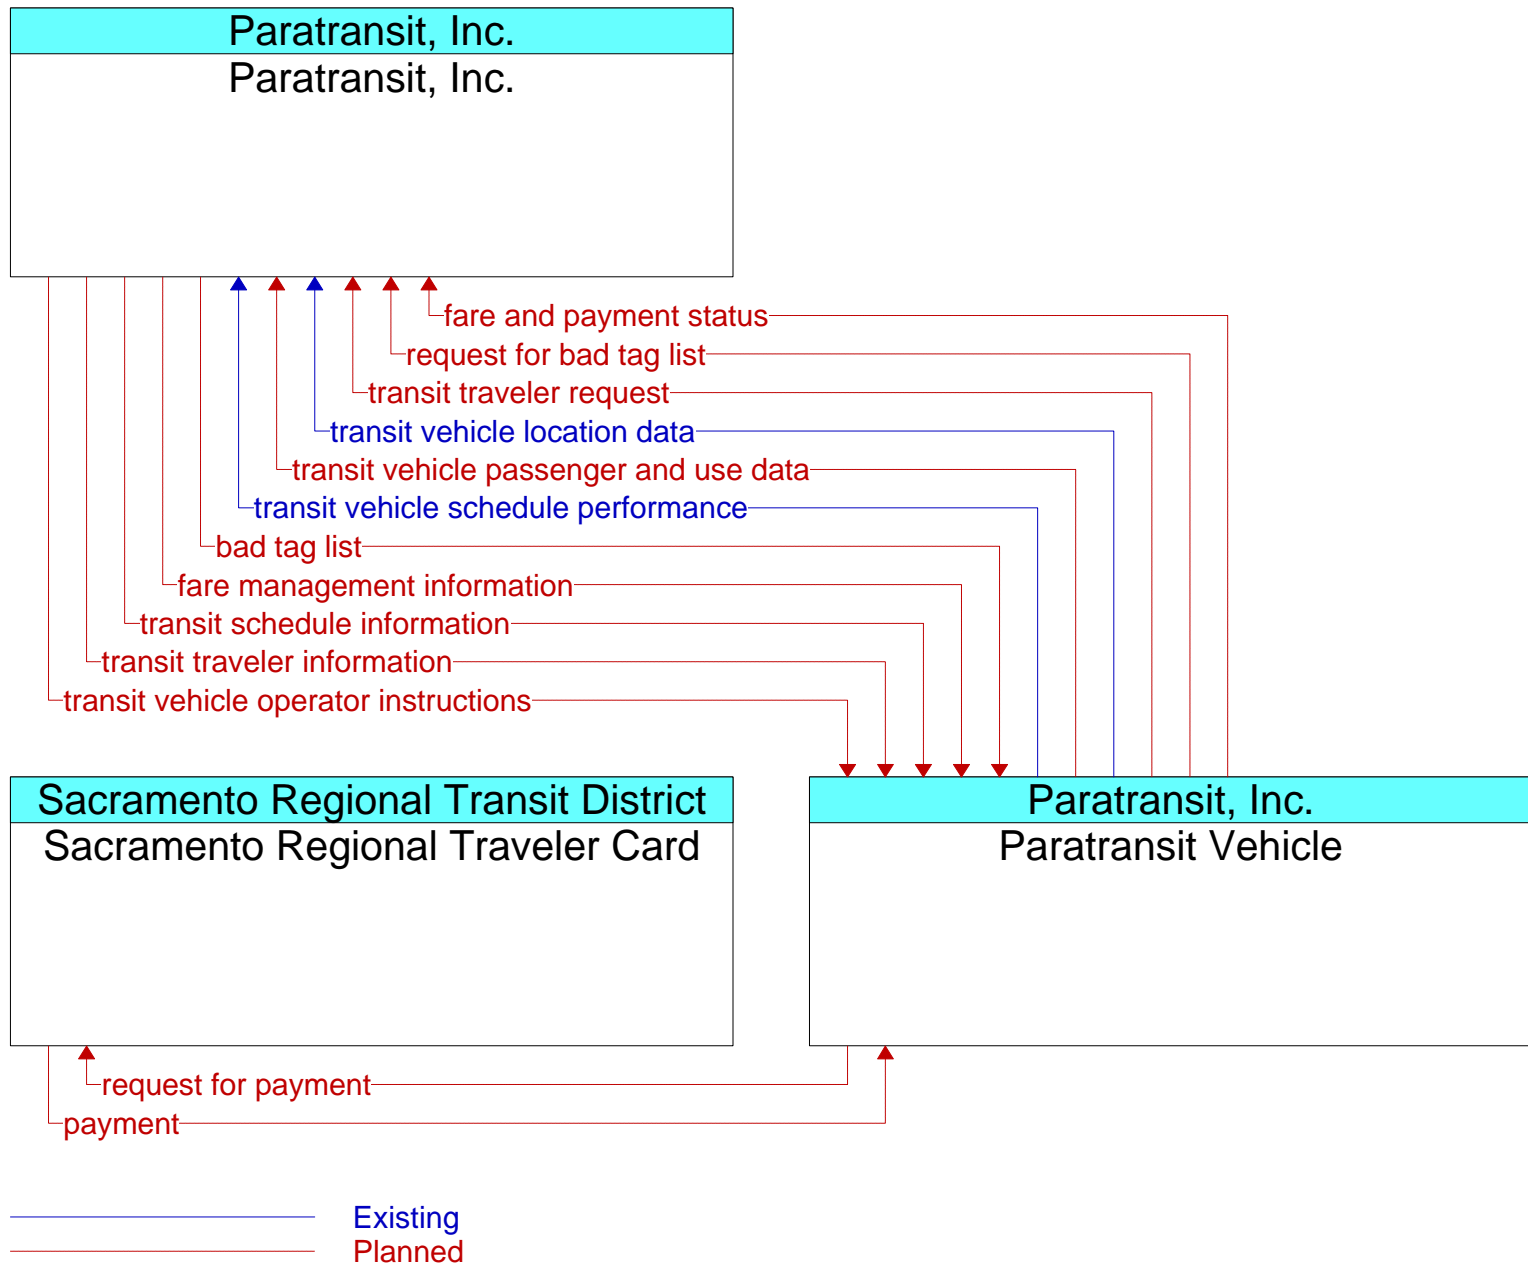 Paratransit, Inc.
Paratransit, Inc.
fare and payment status
request for bad tag list
transit traveler request
transit vehicle location data
transit vehicle passenger and use data
transit vehicle schedule performance
bad tag list
fare management information
transit schedule information
transit traveler information
transit vehicle operator instructions
Sacramento Regional Transit District
Sacramento Regional Traveler Card
Paratransit, Inc.
Paratransit Vehicle
request for payment
payment
Existing
Planned